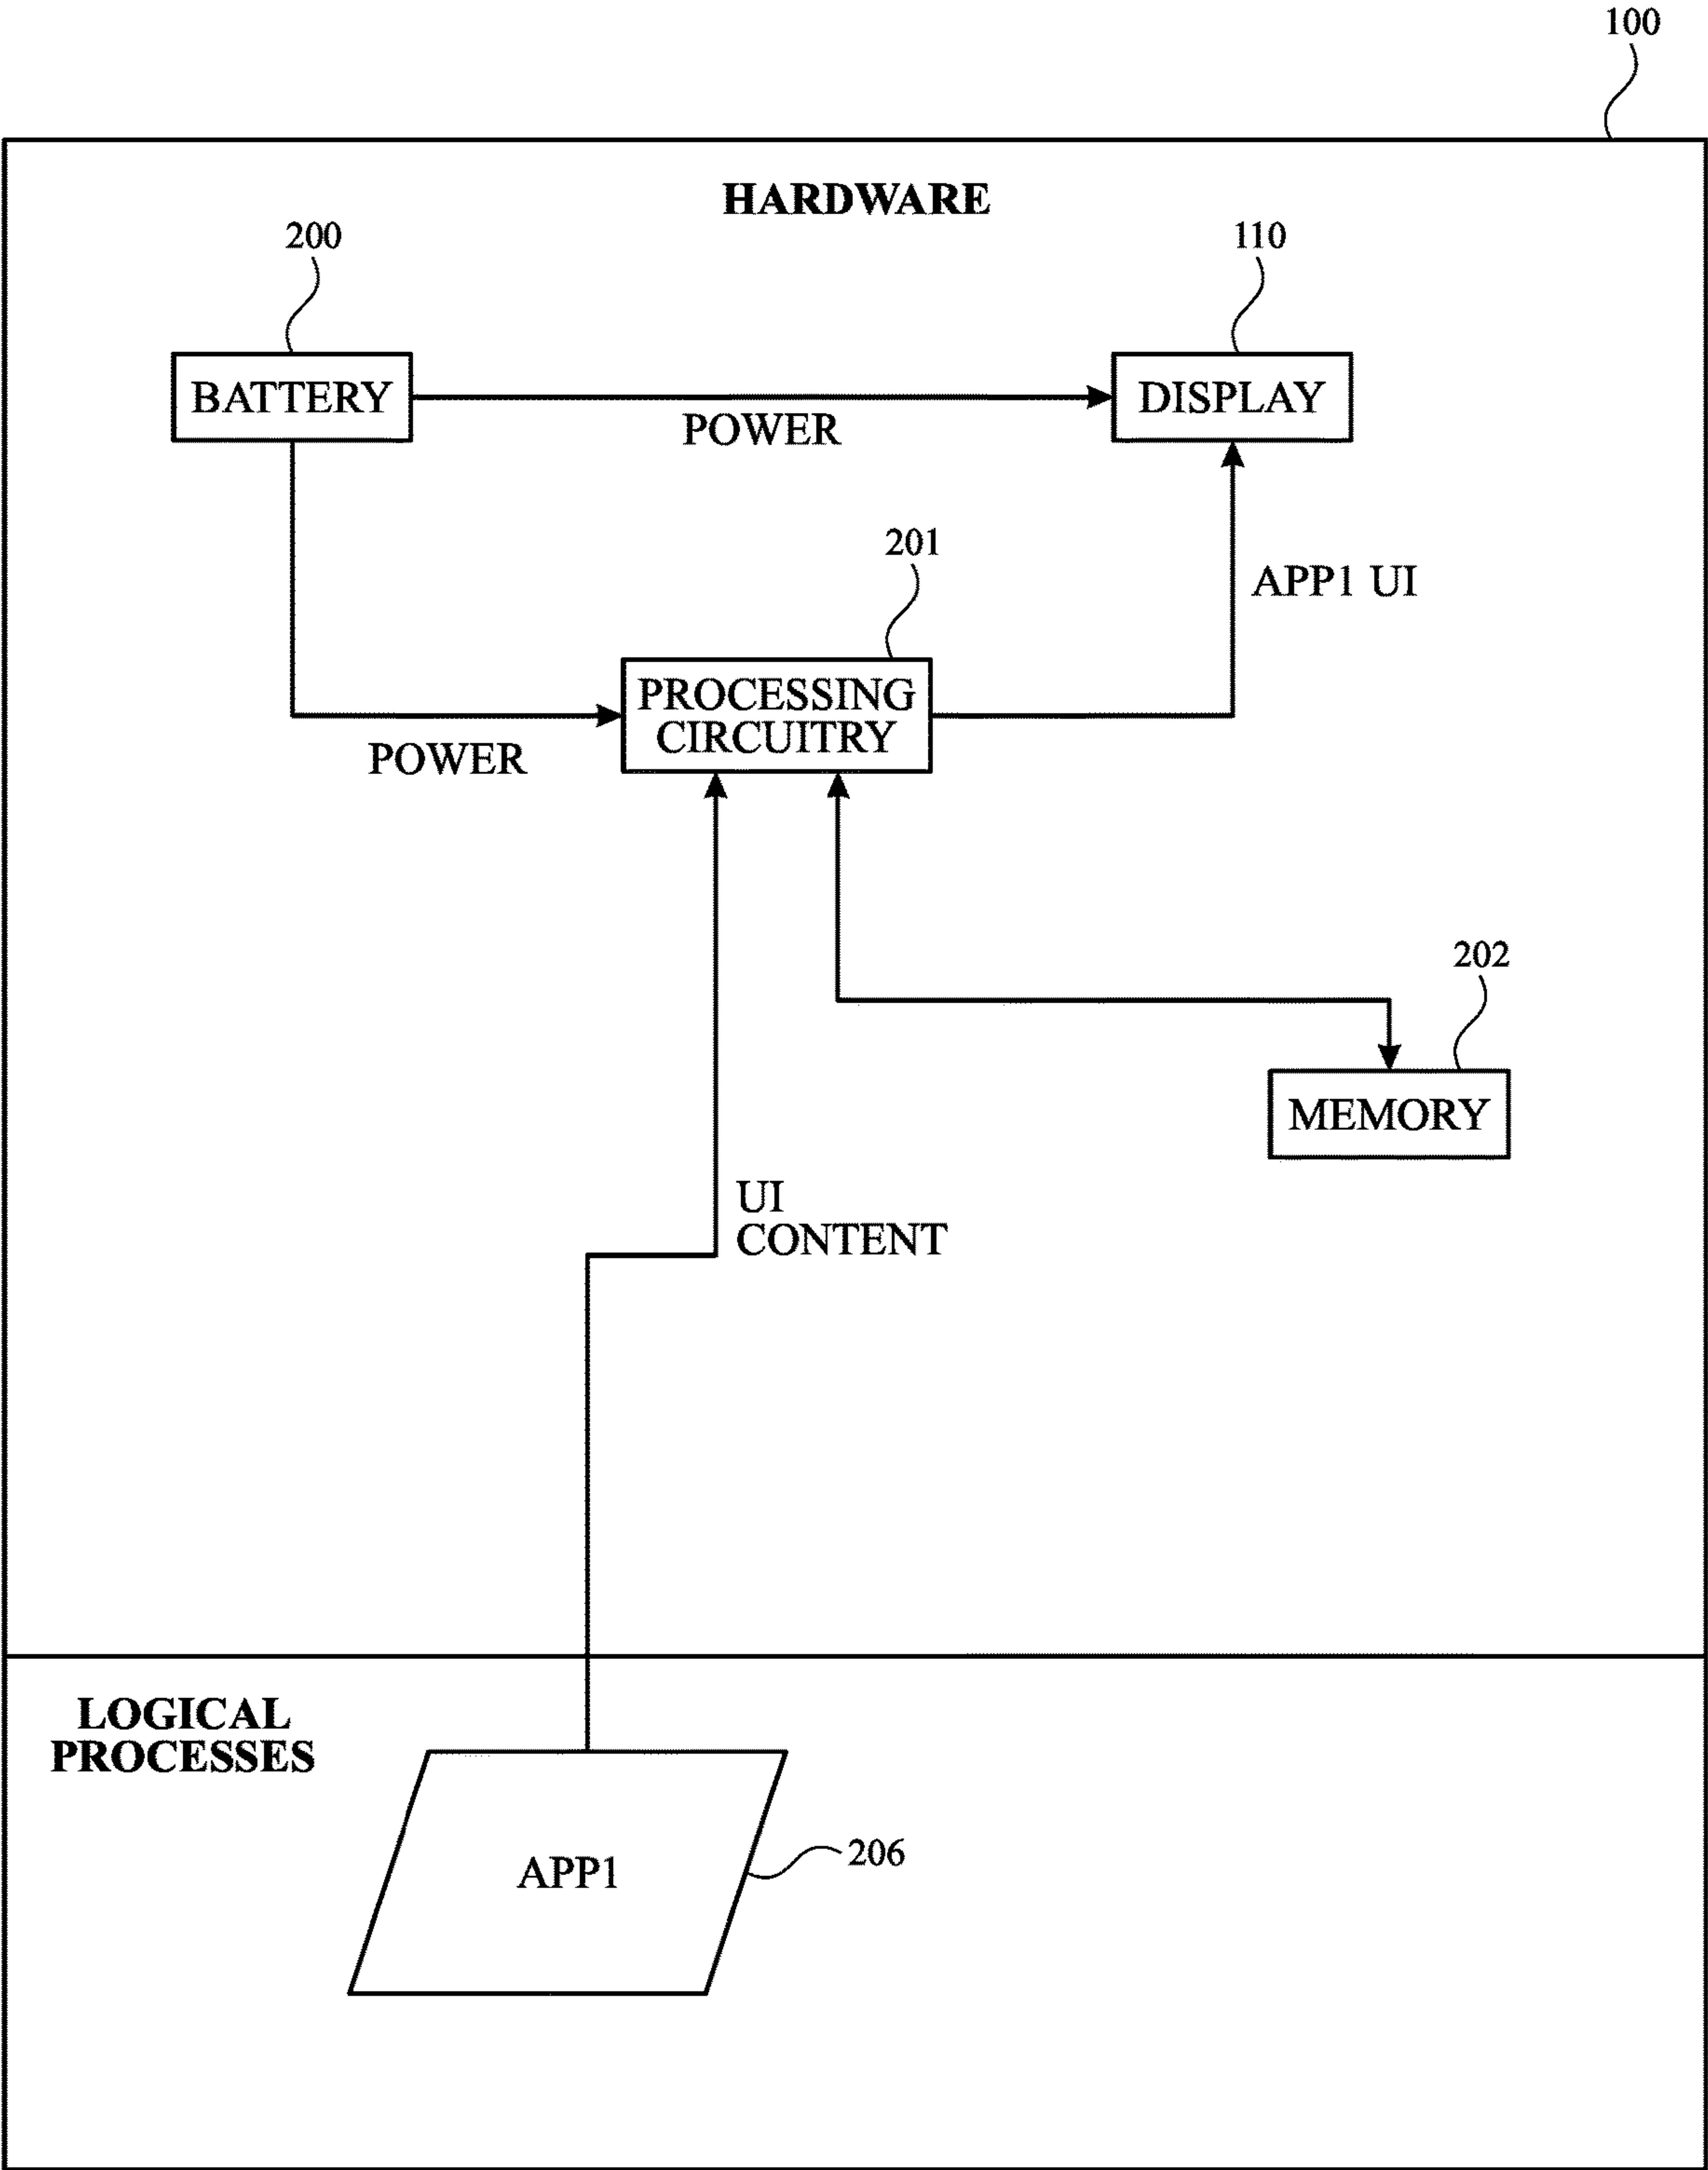 100
HARDWARE
200
110
BATTERY
DISPLAY
POWER
201
APP1 UI
PROCESSING
CIRCUITRY
POWER
202
MEMORY
UI
CONTENT
LOGICAL
PROCESSES
APP1
206